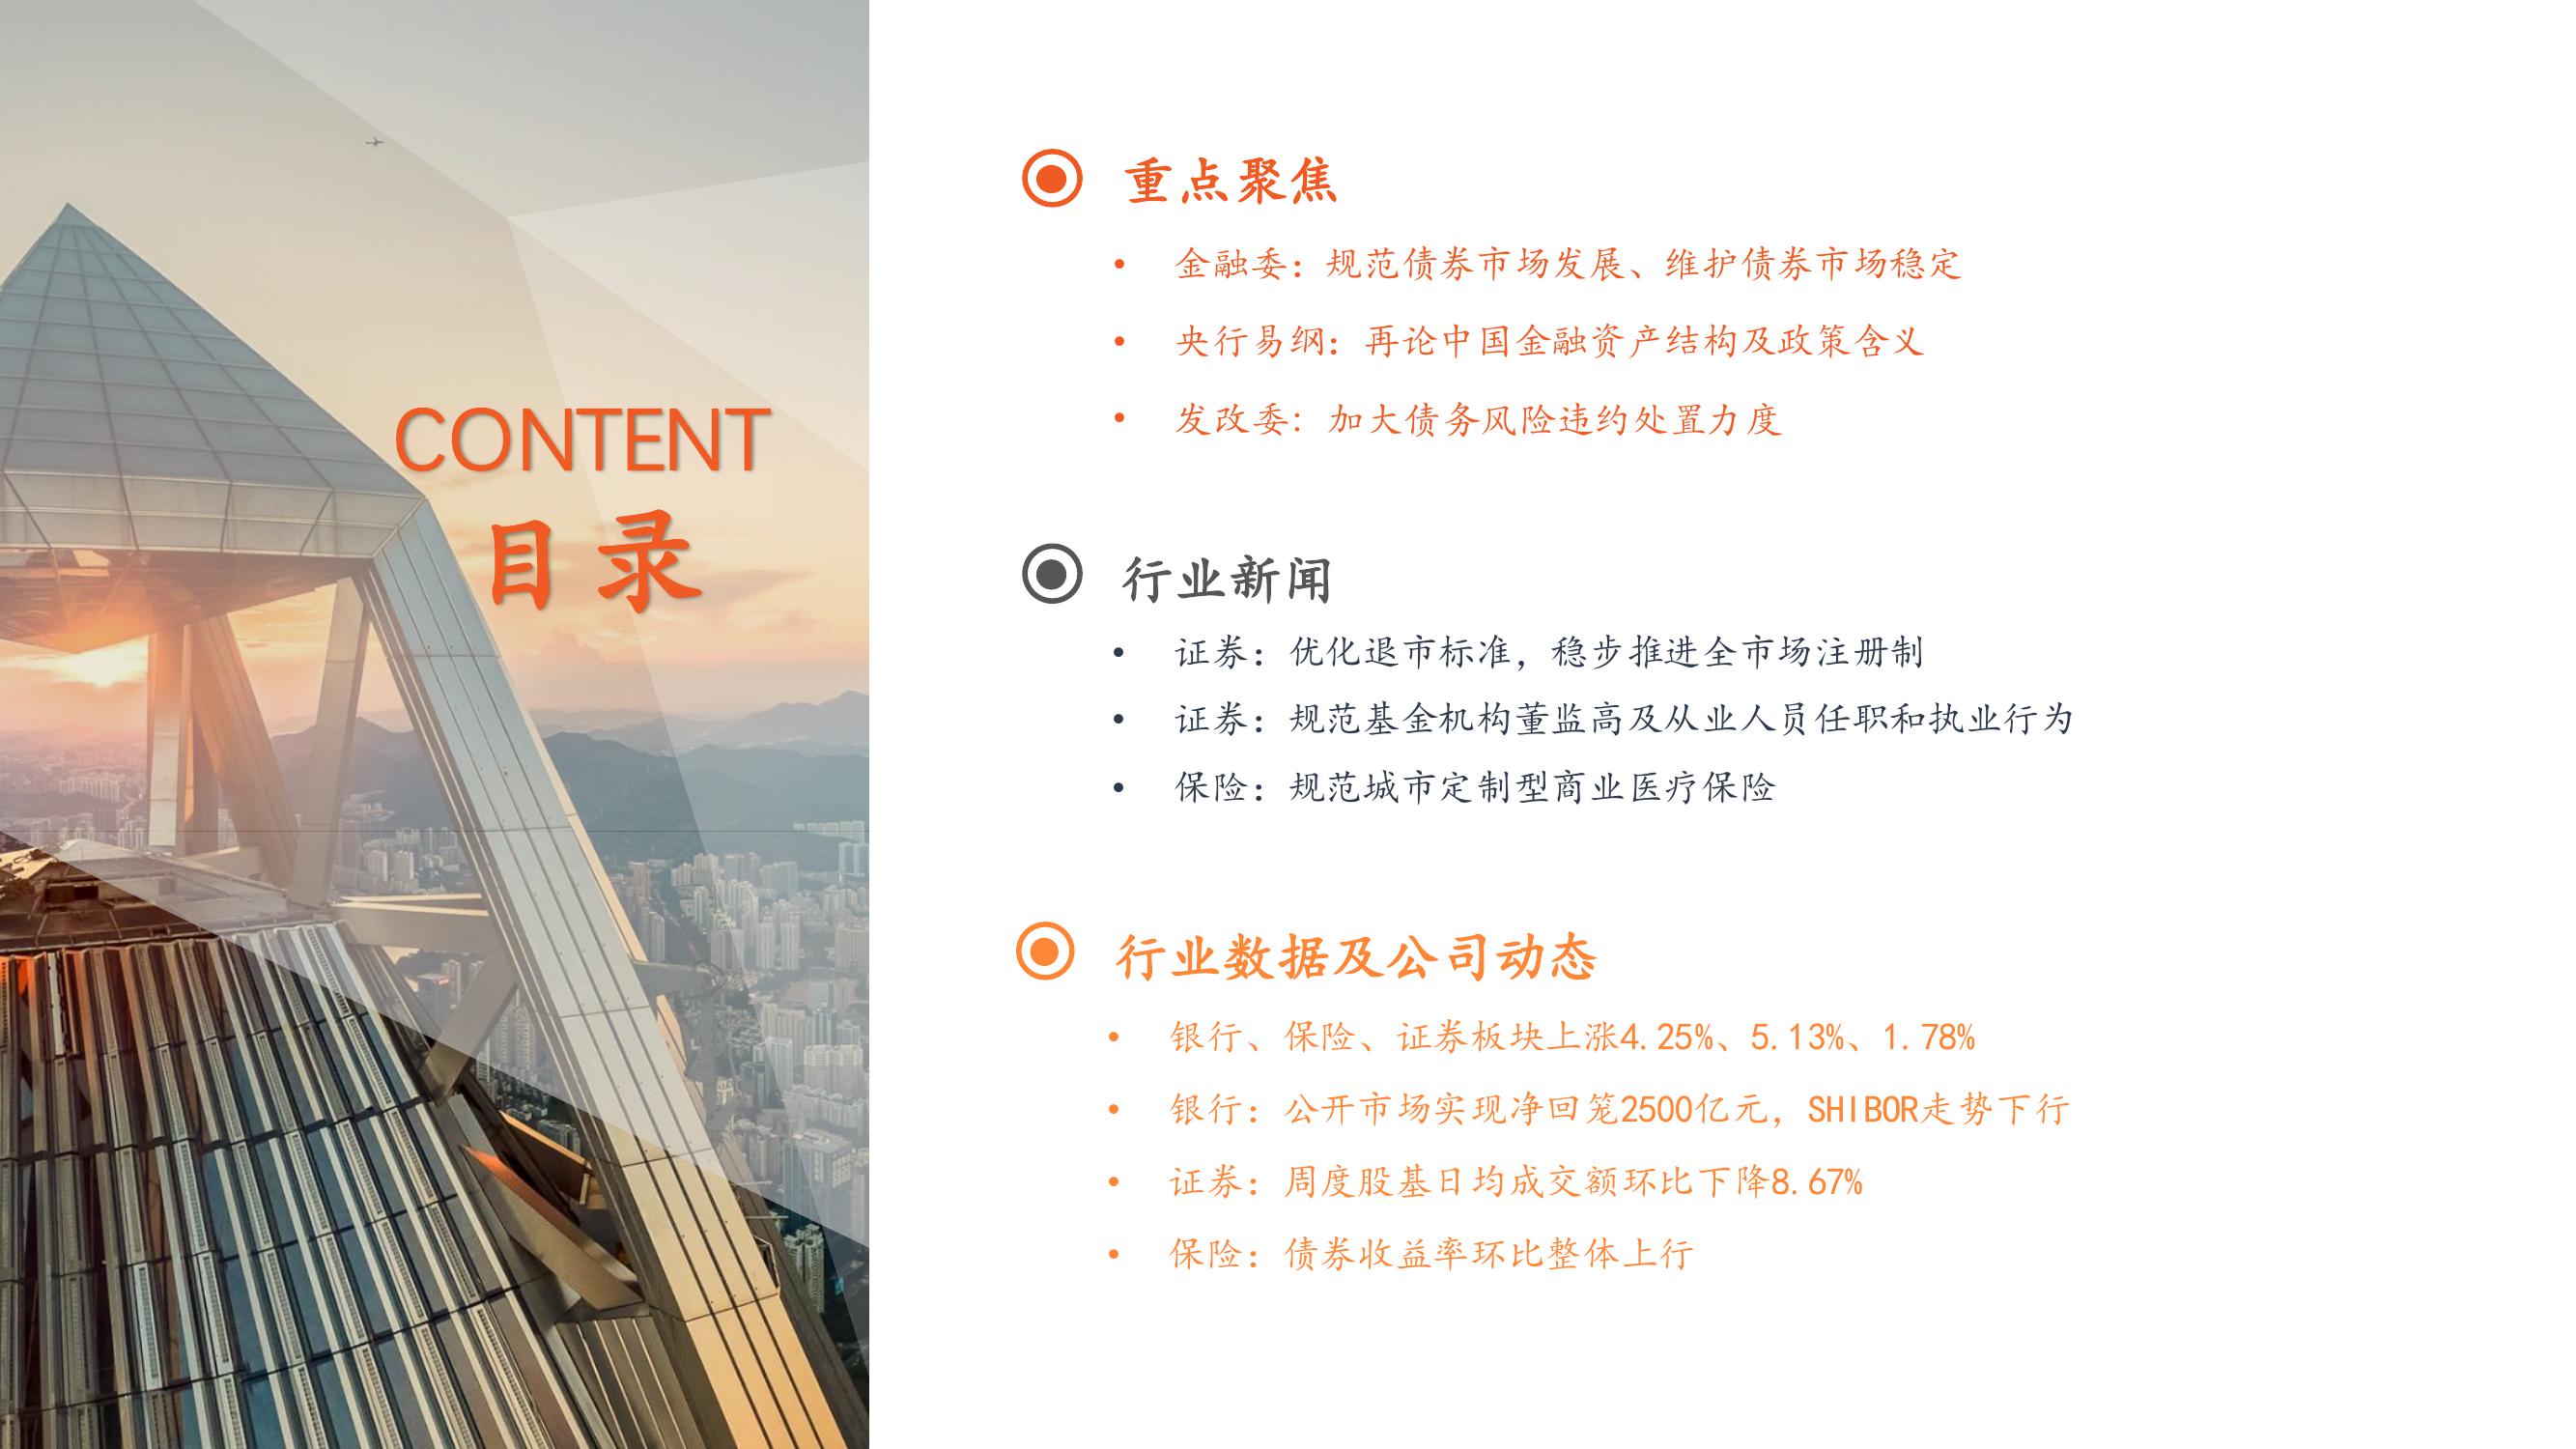 CONTENT
目录
重点聚焦
• 金融委：规范债券市场发展、维护债券市场稳定
• 央行易纲：再论中国金融资产结构及政策含义
• 发改委：加大债务风险违约处置力度
行业新闻
• 证券：优化退市标准，稳步推进全市场注册制
• 证券：规范基金机构董监高及从业人员任职和执业行为
• 保险：规范城市定制型商业医疗保险
行业数据及公司动态
• 银行、保险、证券板块上涨4.25%、5.13%、1.78%
• 银行：公开市场实现净回笼2500亿元，SHIBOR走势下行
• 证券：周度股基日均成交额环比下降8.67%
• 保险：债券收益率环比整体上行